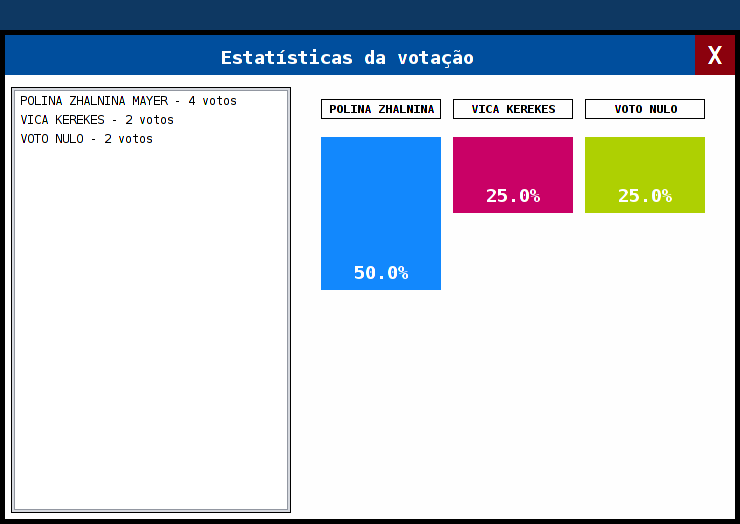 Estatísticas da votação
X
POLINA ZHALNINA MAYER - 4 votos
VICA KEREKES - 2 votos
VOTO NULO - 2 votos
POLINA ZHALNINA
VICA KEREKES
VOTO NULO
50.0%
25.0%
25.0%